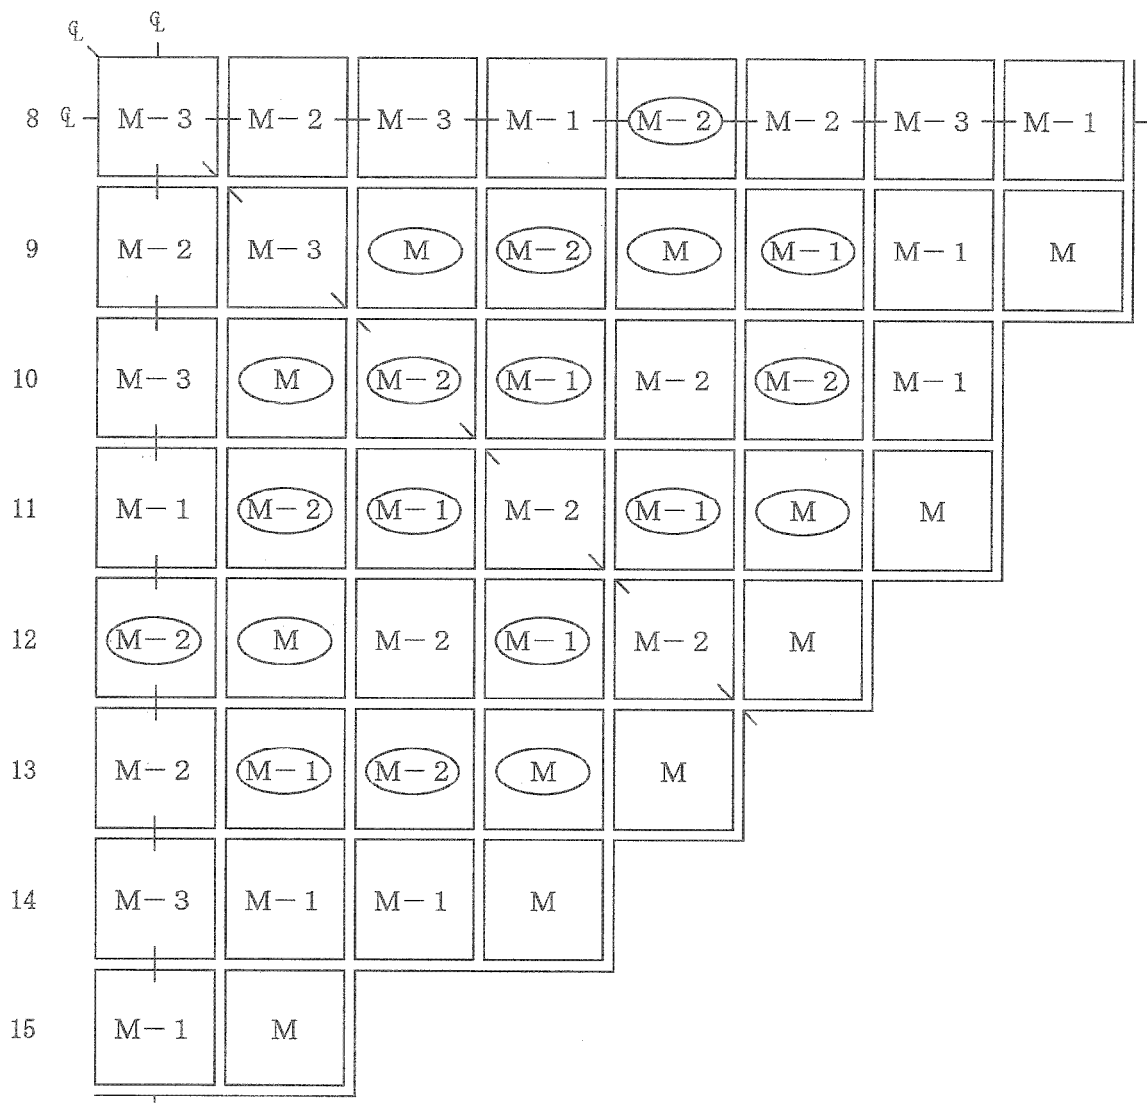 ℄ ℄
8 ℄ M-3 M-2 M-3 M-1 M-2 M-2 M-3 M-1
9 M-2 M-3 M M-2 M M-1 M-1 M
10 M-3 M M-2 M-1 M-2 M-2 M-1
11 M-1 M-2 M-1 M-2 M-1 M M
12 M-2 M M-2 M-1 M-2 M
13 M-2 M-1 M-2 M M
14 M-3 M-1 M-1 M
15 M-1 M